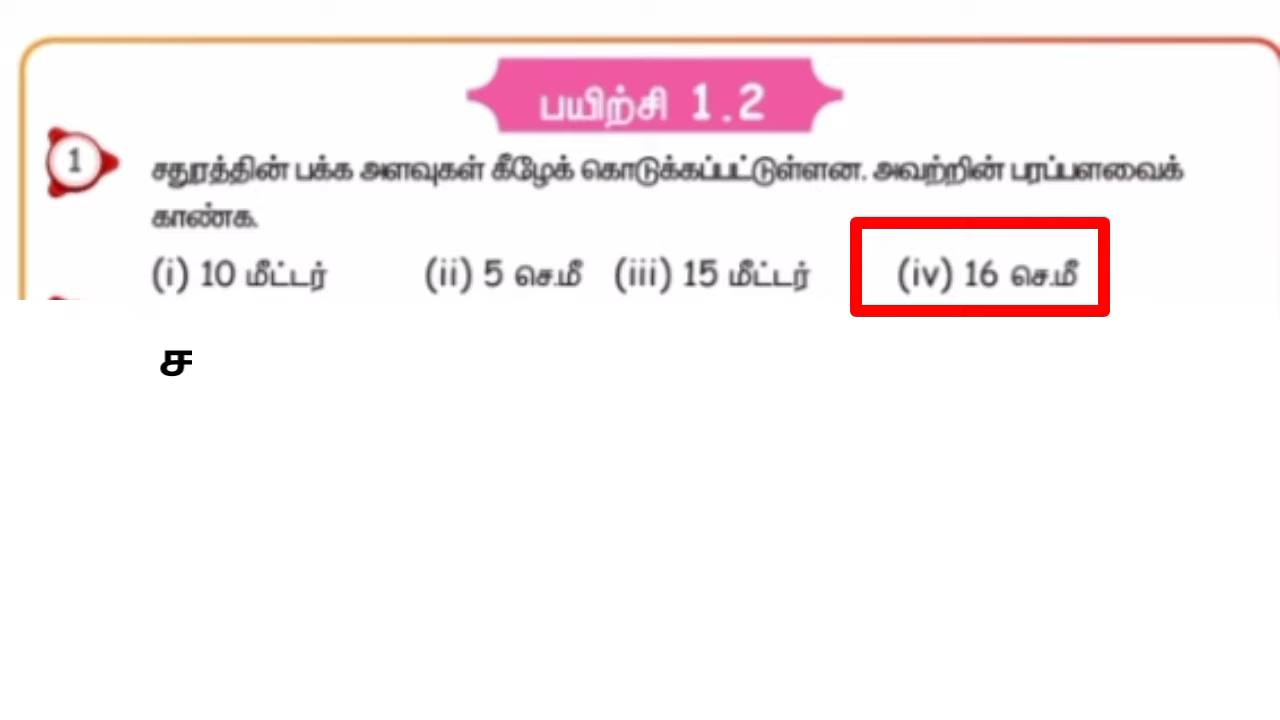 பயிற்சி 1.2
1 சதுரத்தின் பக்க அளவுகள் கீழேக் கொடுக்கப்பட்டுள்ளன. அவற்றின் பரப்பளவைக்
காண்க.
(i) 10 மீட்டர் (ii) 5 செ.மீ (iii) 15 மீட்டர் (iv) 16 செ.மீ
ச